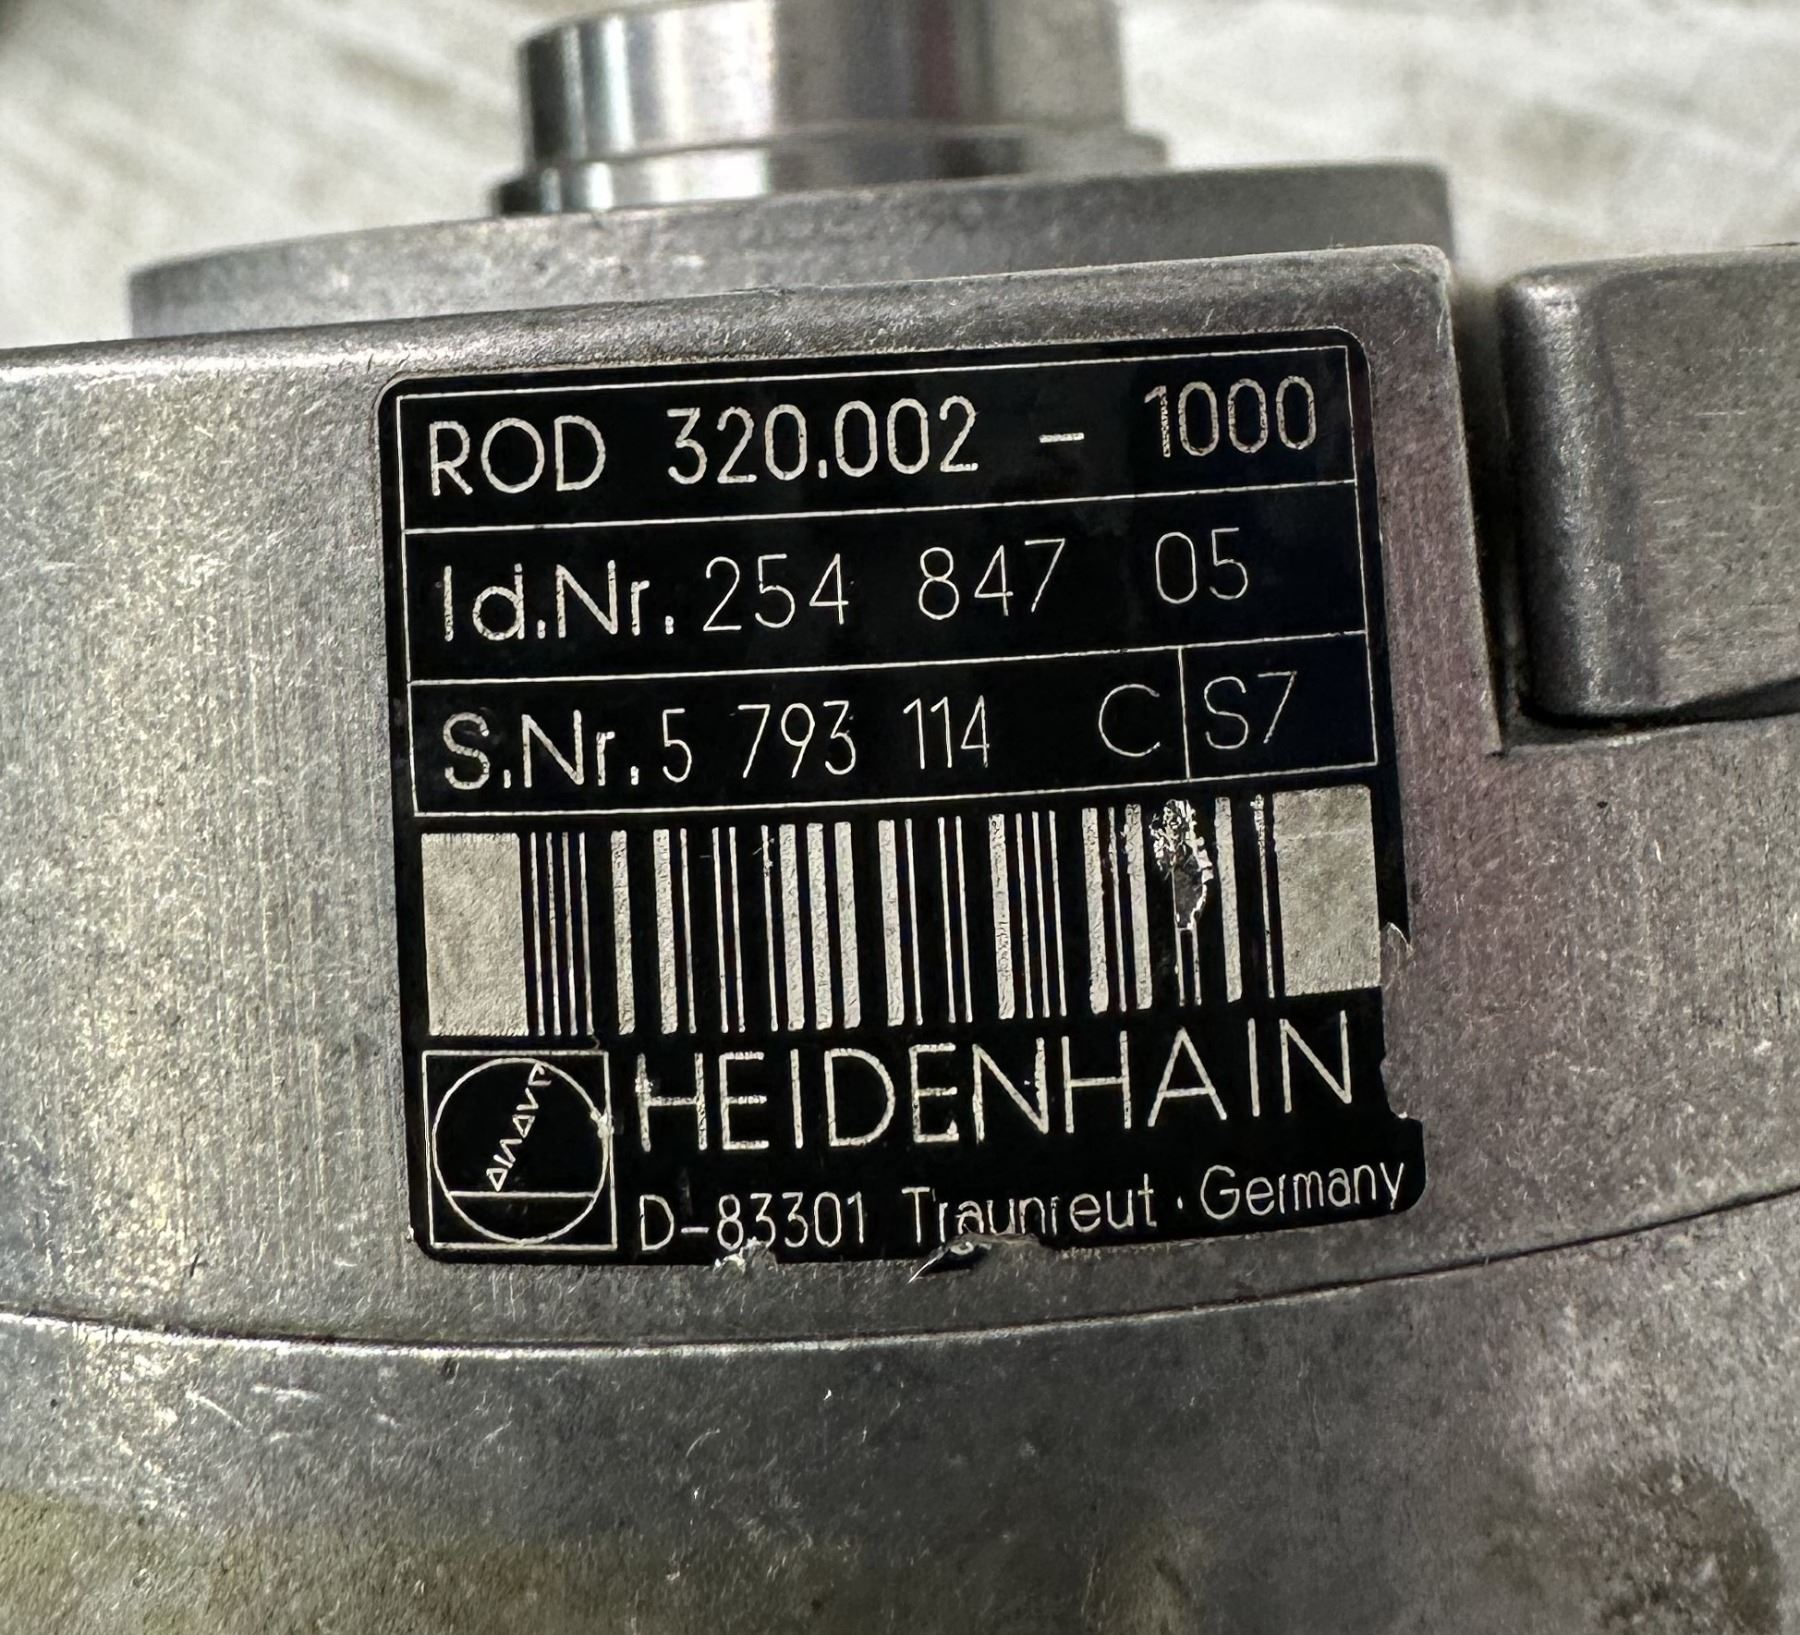 ROD 320.002 - 1000
Id.Nr. 254 847 05
S.Nr. 5 793 114 C S7
HEIDENHAIN
D-83301 Traunreut · Germany